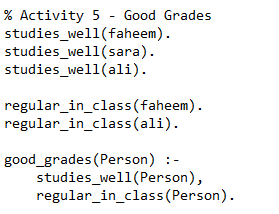 % Activity 5 - Good Grades
studies_well(faheem).
studies_well(sara).
studies_well(ali).

regular_in_class(faheem).
regular_in_class(ali).

good_grades(Person) :-
    studies_well(Person),
    regular_in_class(Person).